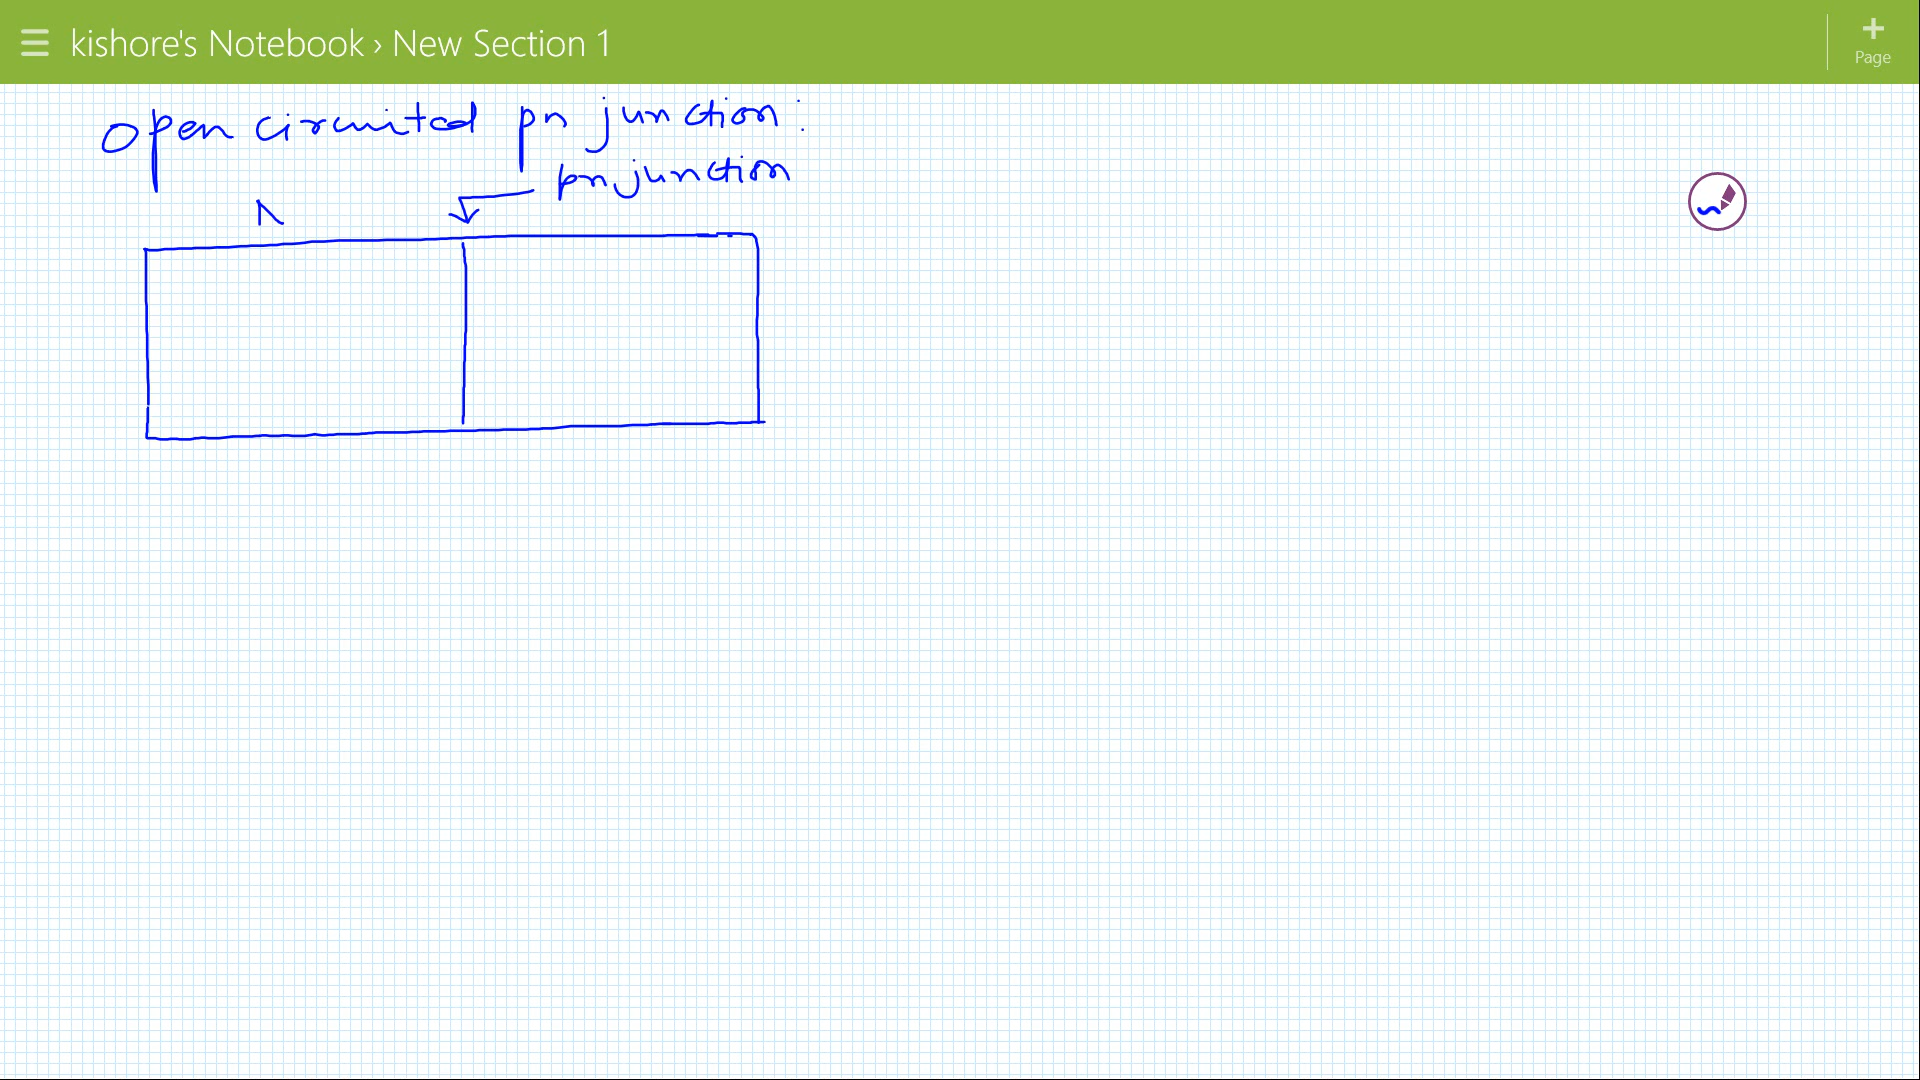 kishore's Notebook › New Section 1
Page
open circuited pn junction:
pn junction